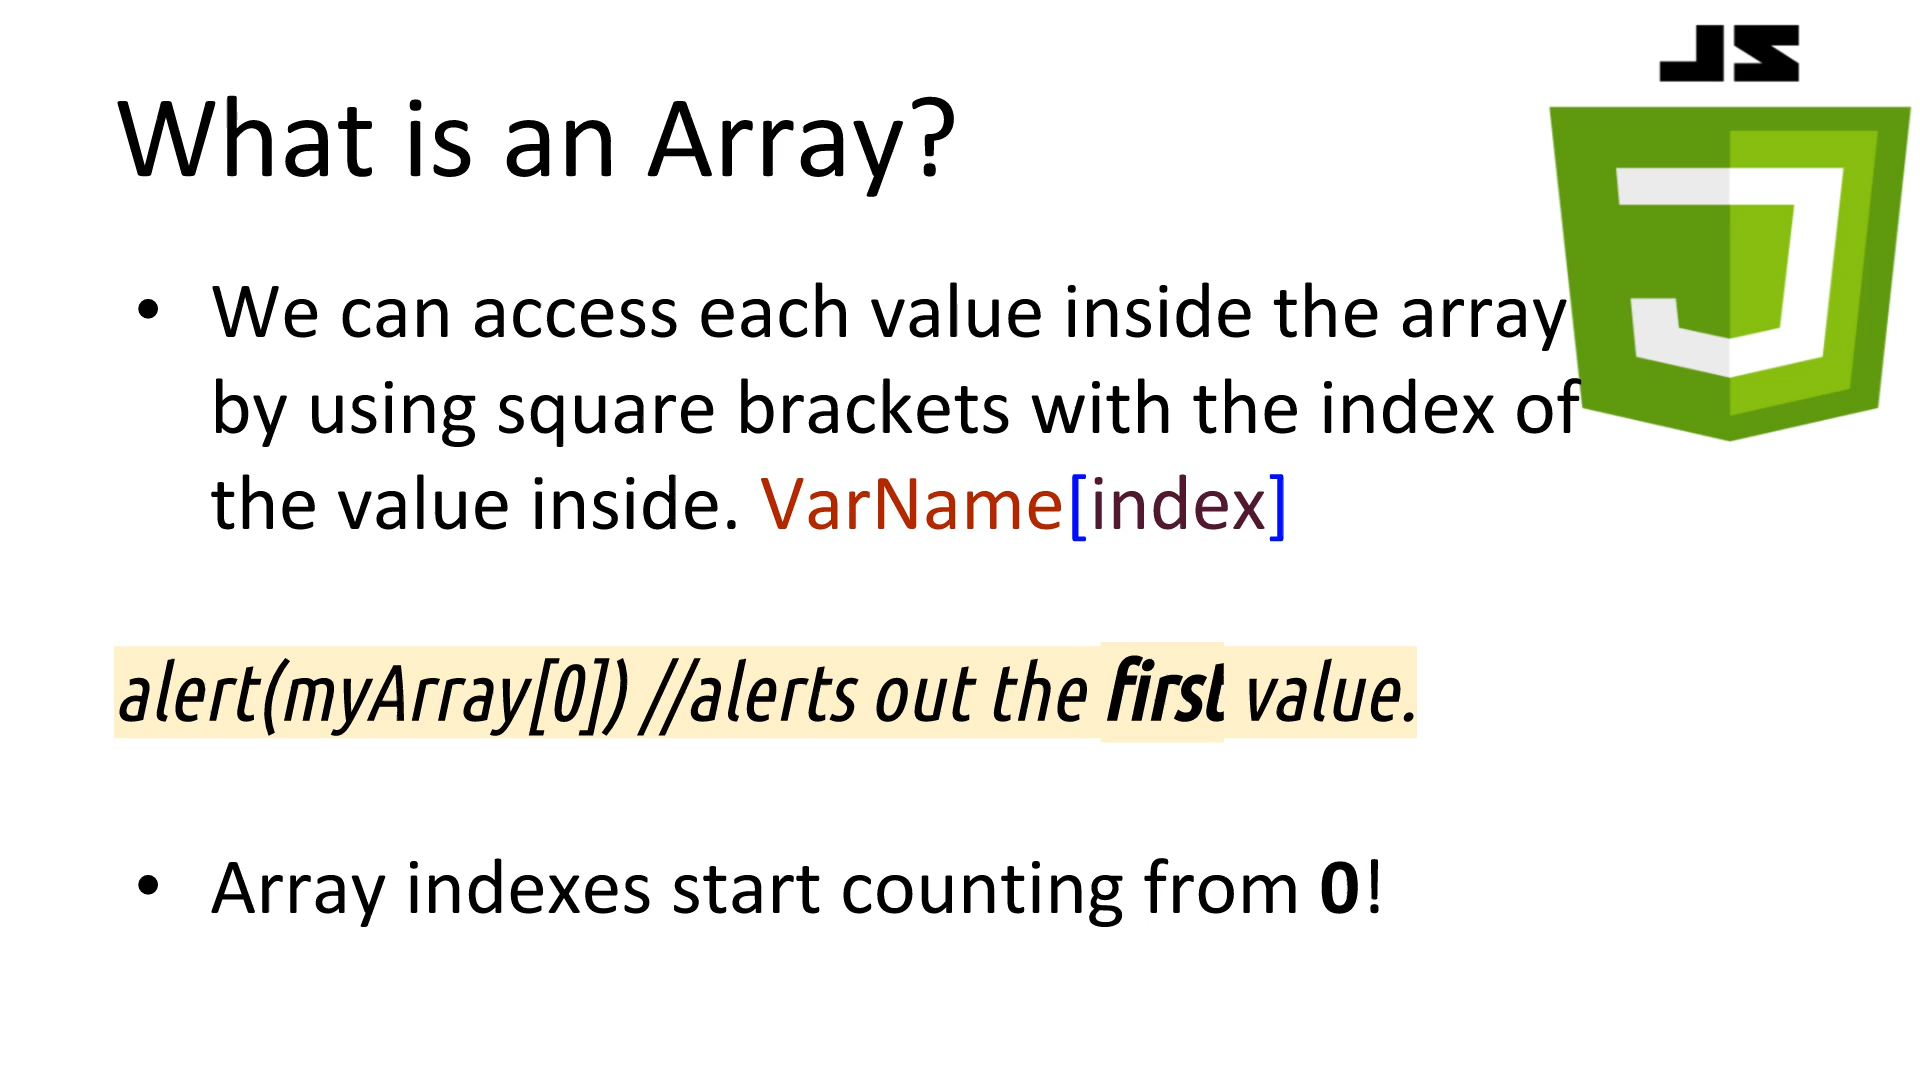 JS
What is an Array?
• We can access each value inside the array
by using square brackets with the index of
the value inside. VarName[index]
alert(myArray[0]) //alerts out the first value.
• Array indexes start counting from 0!